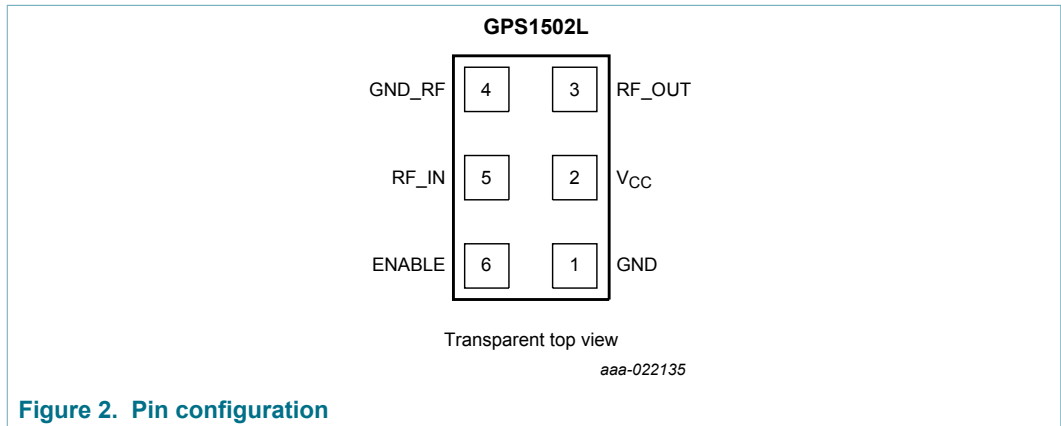 GPS1502L
GND_RF 4 3 RF_OUT
RF_IN 5 2 VCC
ENABLE 6 1 GND
Transparent top view
aaa-022135
Figure 2. Pin configuration